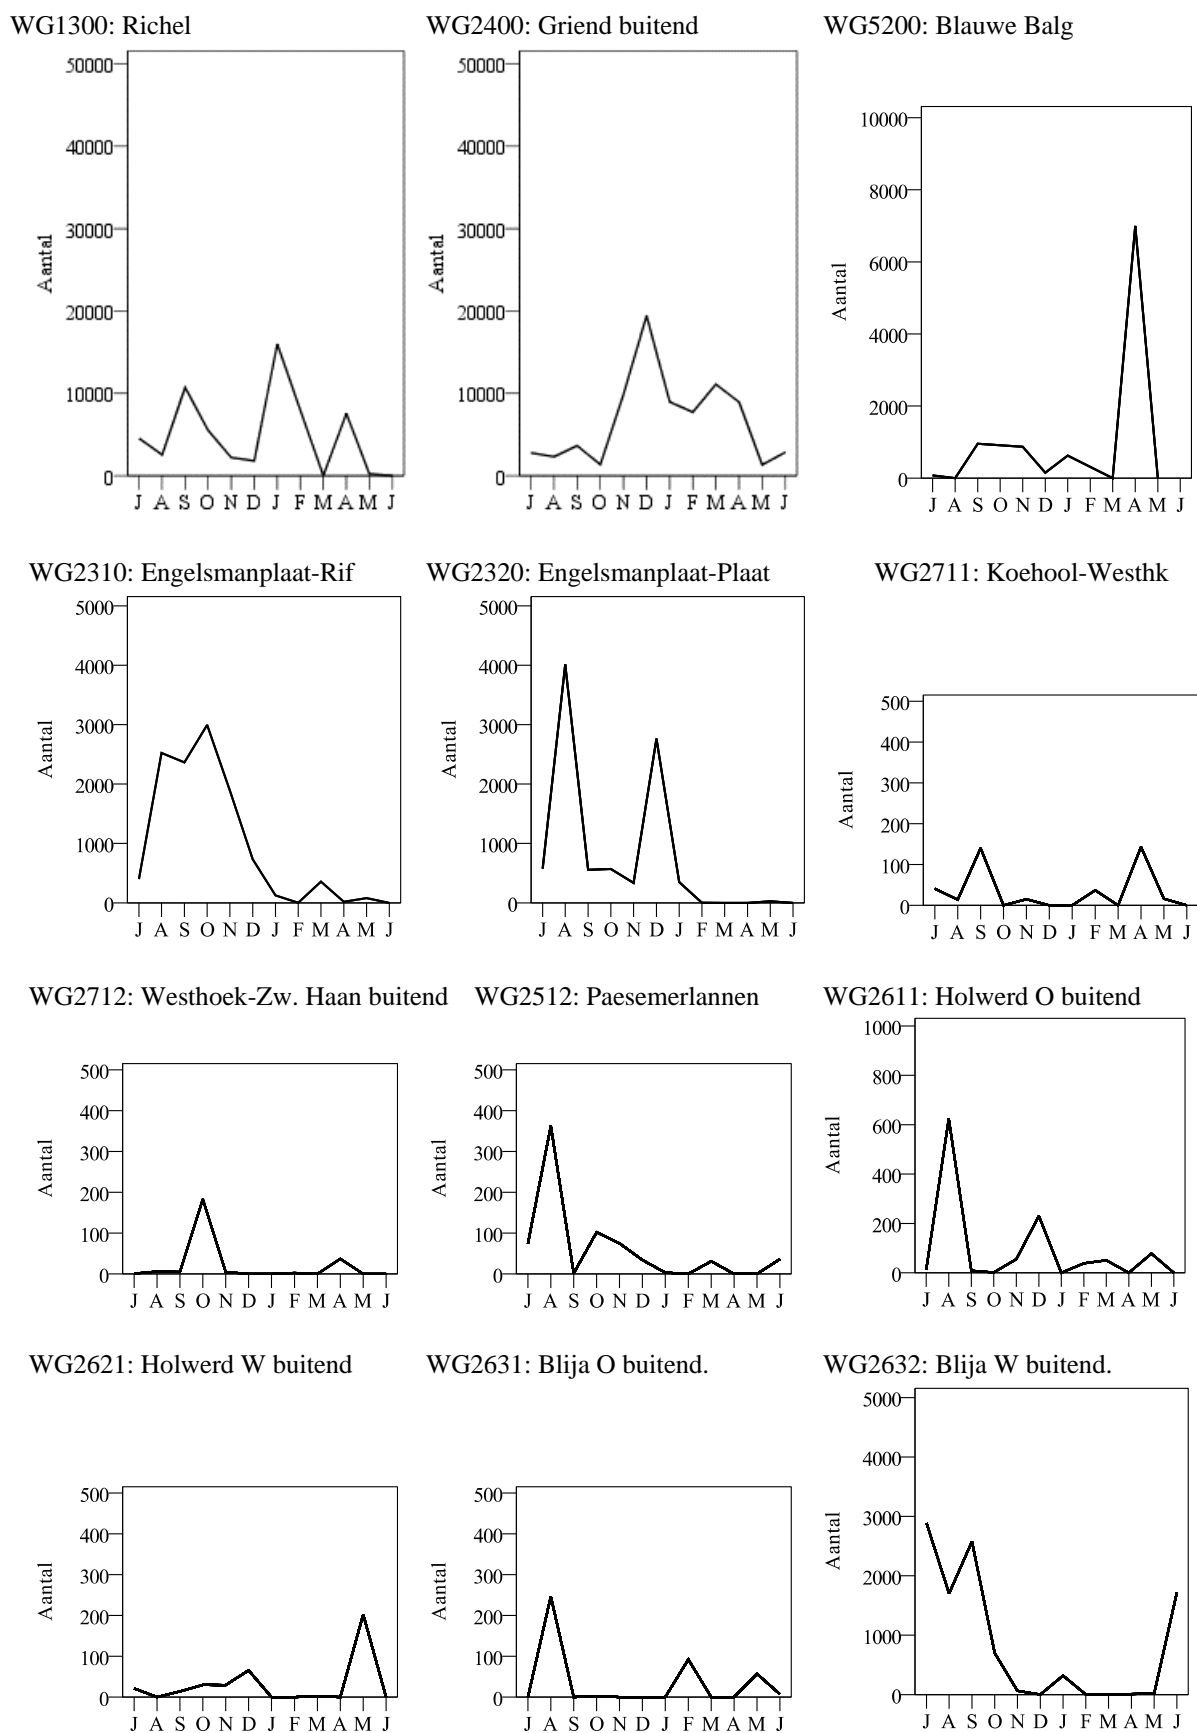 WG1300: Richel
50000
40000
30000
20000
10000
0
Aantal
J A S O N D J F M A M J
WG2400: Griend buitend
50000
40000
30000
20000
10000
0
Aantal
J A S O N D J F M A M J
WG5200: Blauwe Balg
10000
8000
6000
4000
2000
0
Aantal
J A S O N D J F M A M J
WG2310: Engelsmanplaat-Rif
5000
4000
3000
2000
1000
0
Aantal
J A S O N D J F M A M J
WG2320: Engelsmanplaat-Plaat
5000
4000
3000
2000
1000
0
Aantal
J A S O N D J F M A M J
WG2711: Koehool-Westhk
500
400
300
200
100
0
Aantal
J A S O N D J F M A M J
WG2712: Westhoek-Zw. Haan buitend
500
400
300
200
100
0
Aantal
J A S O N D J F M A M J
WG2512: Paesemerlannen
500
400
300
200
100
0
Aantal
J A S O N D J F M A M J
WG2611: Holwerd O buitend
1000
800
600
400
200
0
Aantal
J A S O N D J F M A M J
WG2621: Holwerd W buitend
500
400
300
200
100
0
Aantal
J A S O N D J F M A M J
WG2631: Blija O buitend.
500
400
300
200
100
0
Aantal
J A S O N D J F M A M J
WG2632: Blija W buitend.
5000
4000
3000
2000
1000
0
Aantal
J A S O N D J F M A M J